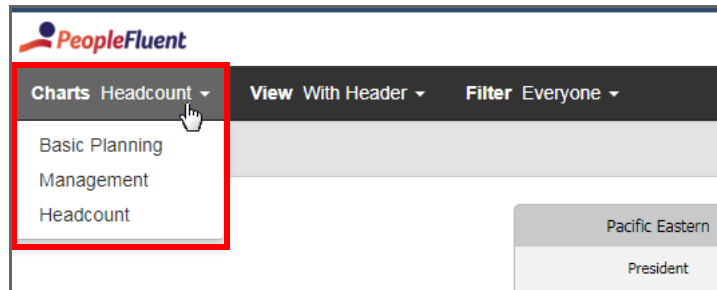 PeopleFluent
Charts Headcount View With Header Filter Everyone
Basic Planning
Management
Headcount
Pacific Eastern
President